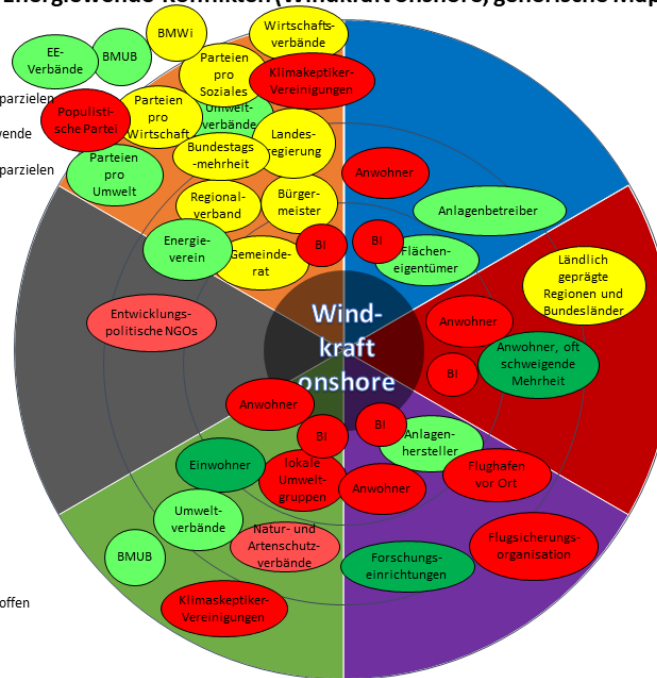 Energiewende-Konflikten (Windkraft onshore) generische Map
Wirtschafts-
verbände
BMWi
EE-
Verbände
BMUB
Parteien
pro
Soziales
Klimakeptiker-
Vereinigungen
parzielen
Populisti-
sche Partei
Parteien
pro
Wirtschaft
Umwelt-
verbände
wende
Bundestags
-mehrheit
Landes-
regierung
parzielen
Parteien
pro
Umwelt
Anwohner
Regional-
verband
Bürger-
meister
Anlagenbetreiber
Energie-
verein
Gemeinde-
rat
BI
BI
Flächen-
eigentümer
Ländlich
geprägte
Regionen und
Bundesländer
Entwicklungs-
politische NGOs
Wind-
kraft
onshore
Anwohner
Anwohner, oft
schweigende
Mehrheit
BI
Anwohner
BI
BI
Anlagen-
hersteller
Einwohner
lokale
Umwelt-
gruppen
Anwohner
Flughafen
vor Ort
Umwelt-
verbände
Natur- und
Artenschutz-
verbände
BMUB
Forschungs-
einrichtungen
Flugsicherungs-
organisation
Klimaskeptiker-
Vereinigungen
offen